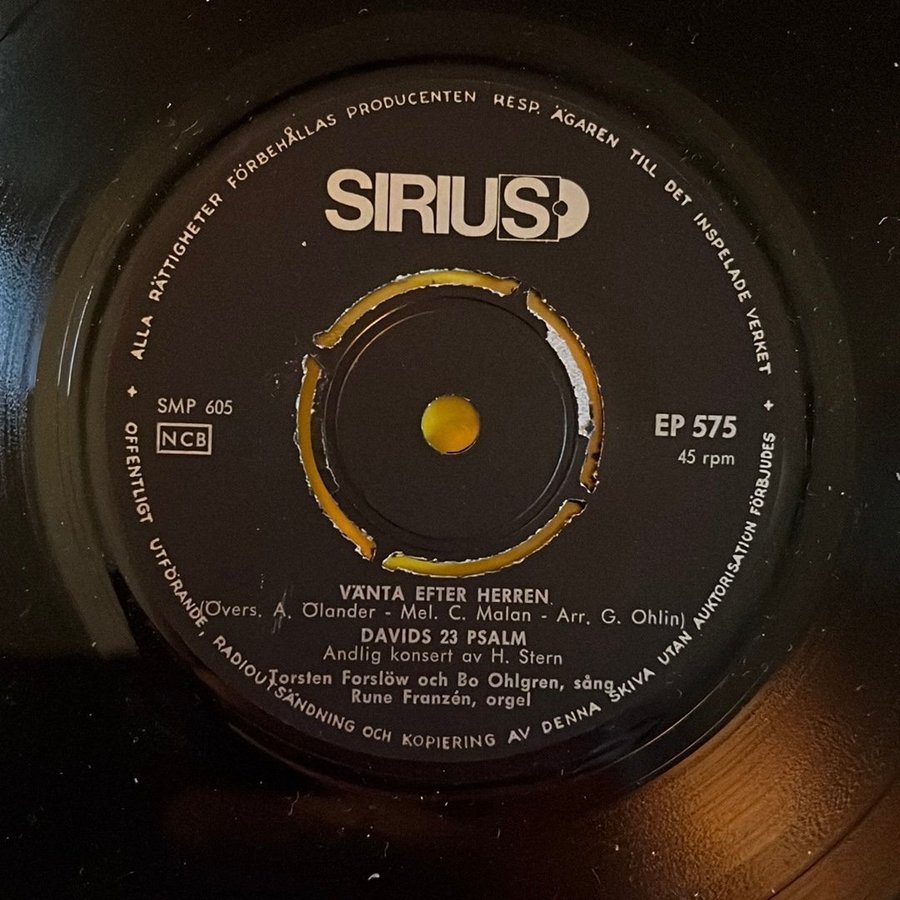 ALLA RÄTTIGHETER FÖRBEHÅLLAS PRODUCENTEN RESP. ÄGAREN TILL DET INSPELADE VERKET
SIRIUS
SMP 605
NCB
EP 575
45 rpm
VÄNTA EFTER HERREN
(Övers. A. Ölander - Mel. C. Malan - Arr. G. Ohlin)
DAVIDS 23 PSALM
Andlig konsert av H. Stern
Torsten Forslöw och Bo Ohlgren, sång
Rune Franzén, orgel
OFFENTLIGT UTFÖRANDE, RADIOUTSÄNDNING OCH KOPIERING AV DENNA SKIVA UTAN AUKTORISATION FÖRBJUDES